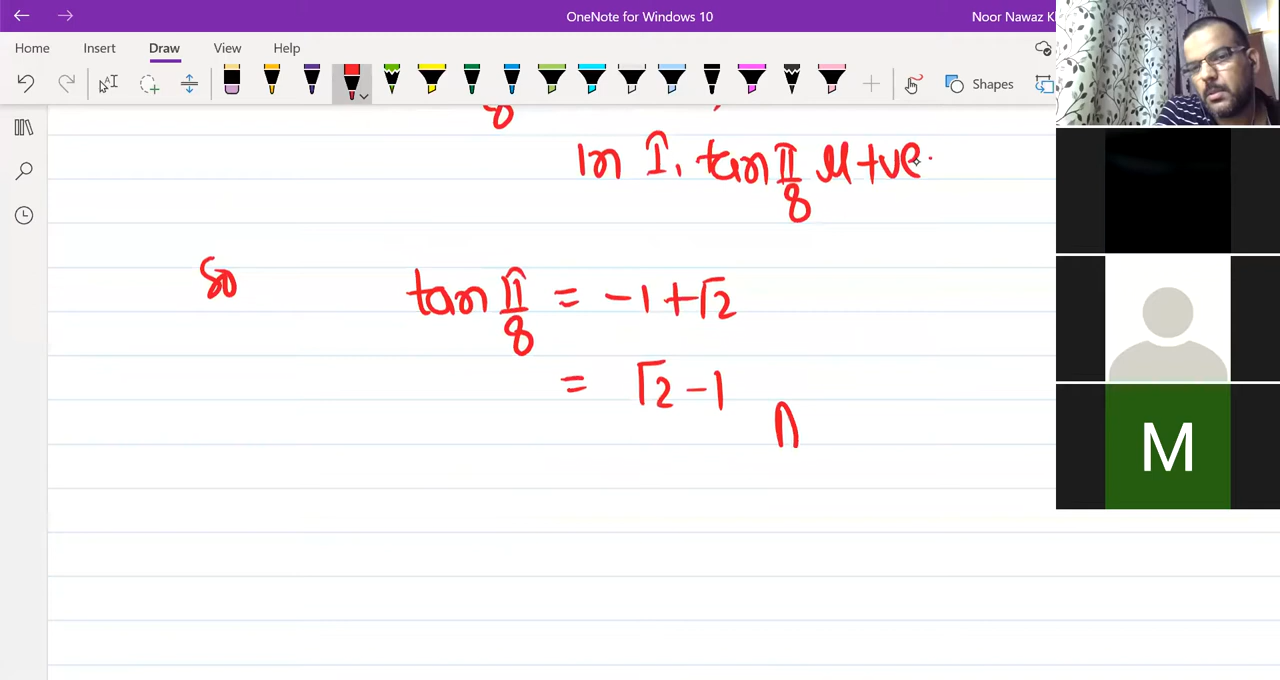 OneNote for Windows 10
Noor Nawaz K
Home Insert Draw View Help
Shapes
8
In I, tan π/8 is +ve.
So tan π/8 = -1+√2
= √2 -1
M